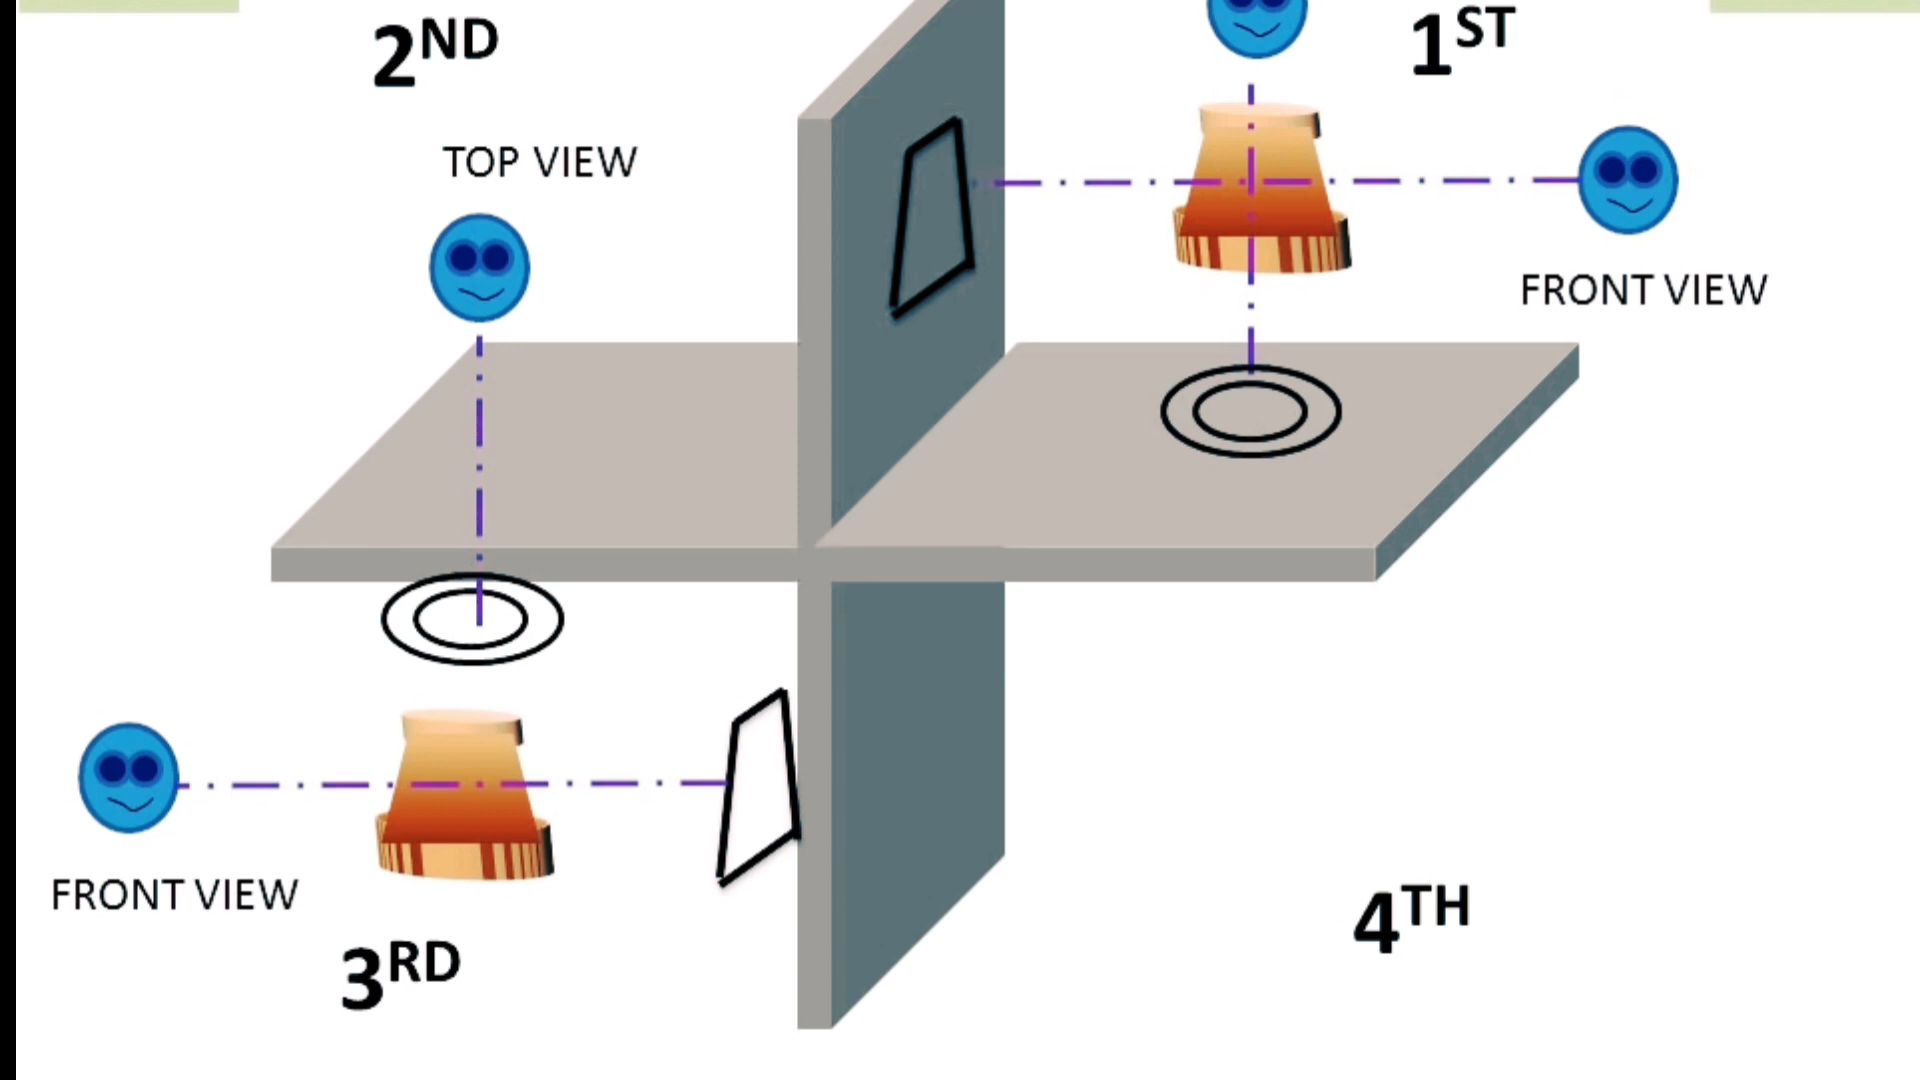 2ND
1ST
TOP VIEW
FRONT VIEW
FRONT VIEW
3RD
4TH